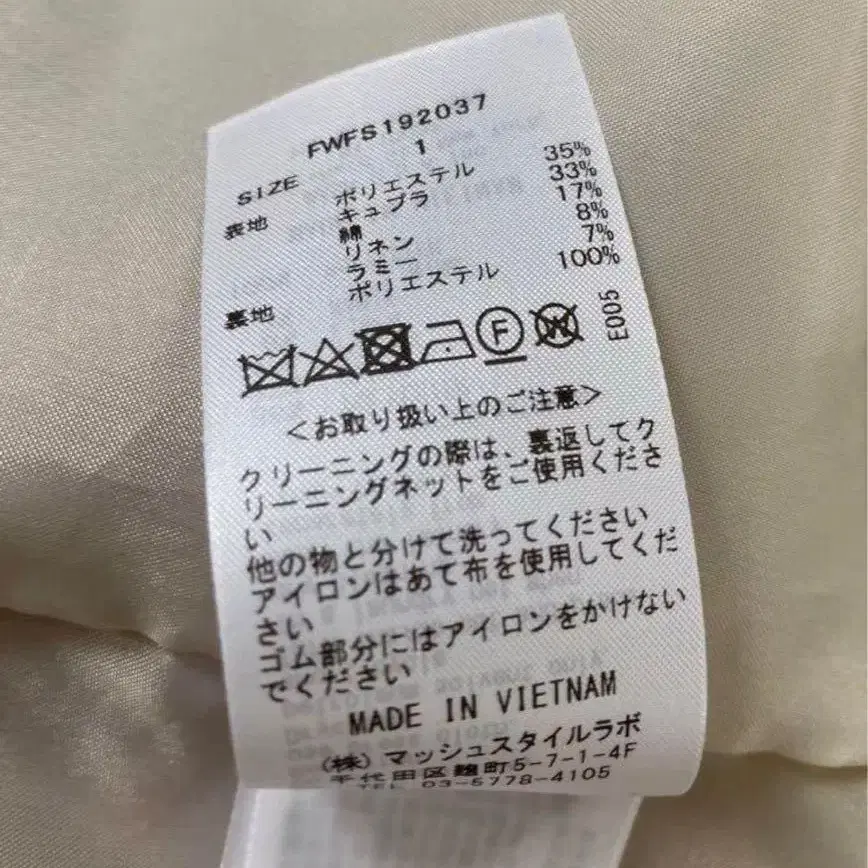 FWFS192037
SIZE 1
表地 ポリエステル 35%
キュプラ 33%
綿 17%
リネン 8%
ラミー 7%
裏地 ポリエステル 100%
F W E005
<お取り扱い上のご注意>
クリーニングの際は、裏返してク
リーニングネットをご使用くださ
い
他の物と分けて洗ってください
アイロンはあて布を使用してくだ
さい
ゴム部分にはアイロンをかけない
でください
MADE IN VIETNAM
(株)マッシュスタイルラボ
千代田区麹町5-7-1-4F
TEL 03-5778-4105